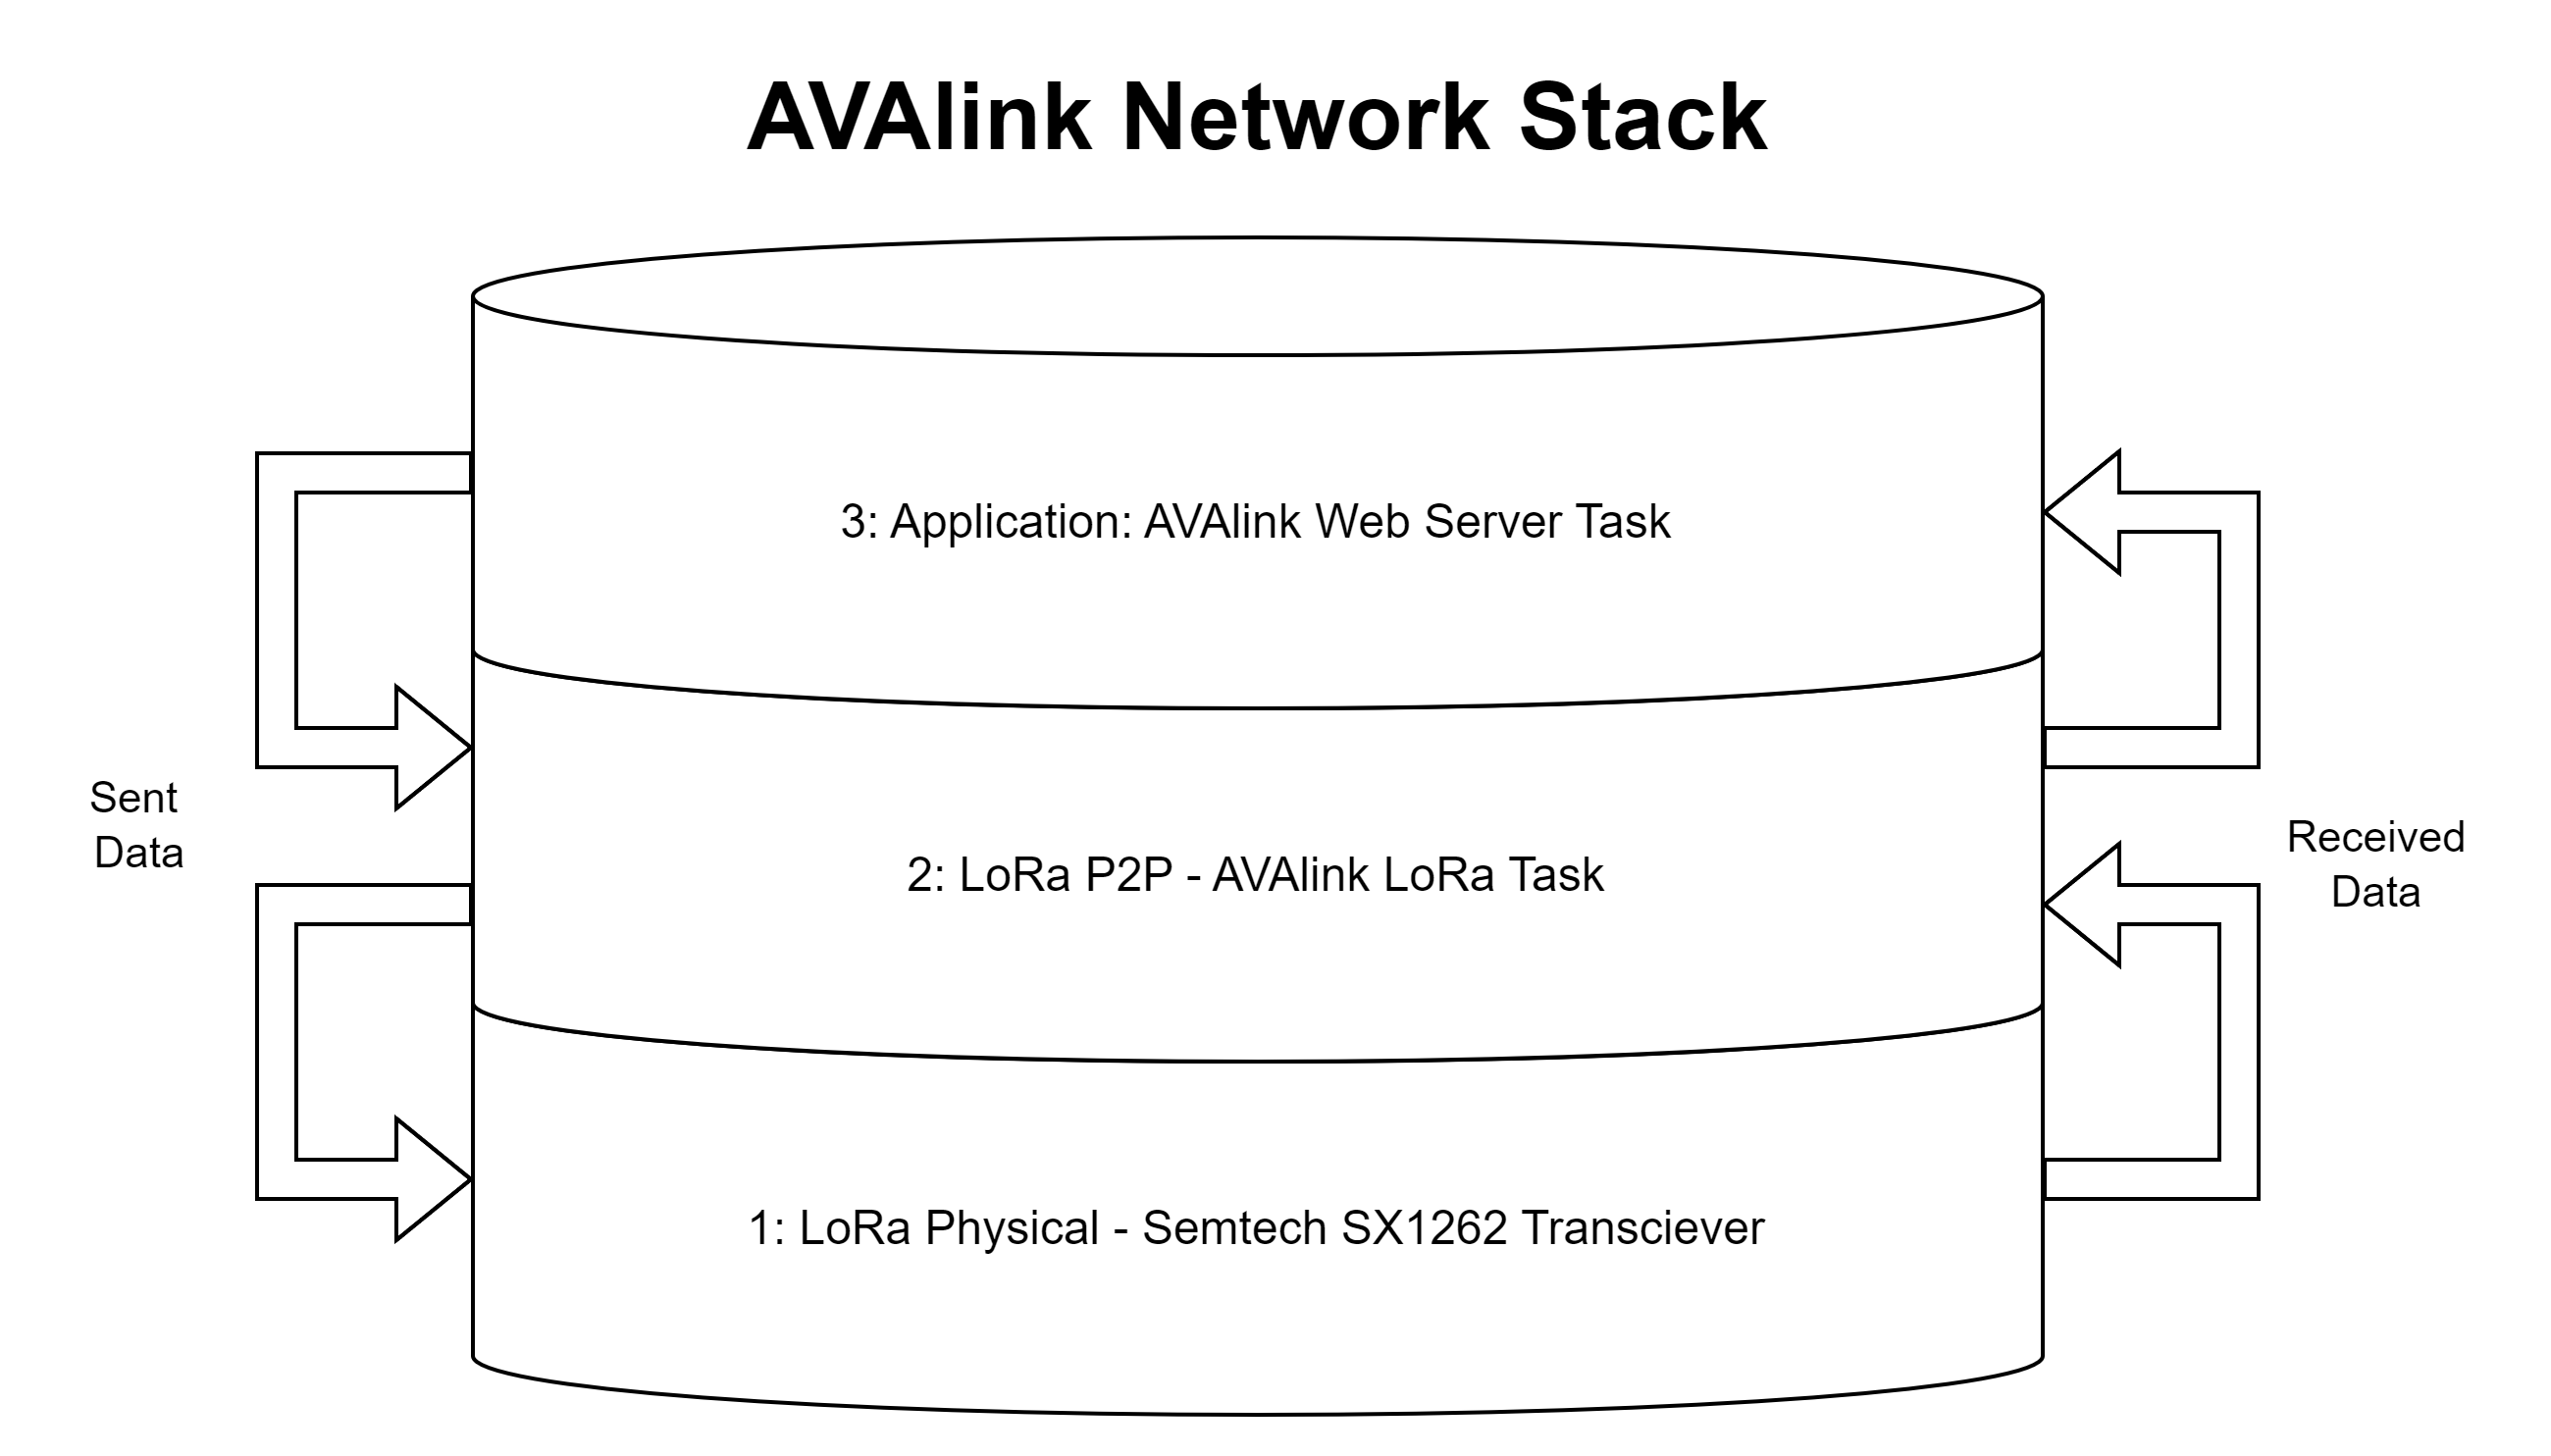 AVAlink Network Stack
3: Application: AVAlink Web Server Task
Sent
Data
2: LoRa P2P - AVAlink LoRa Task
Received
Data
1: LoRa Physical - Semtech SX1262 Transciever